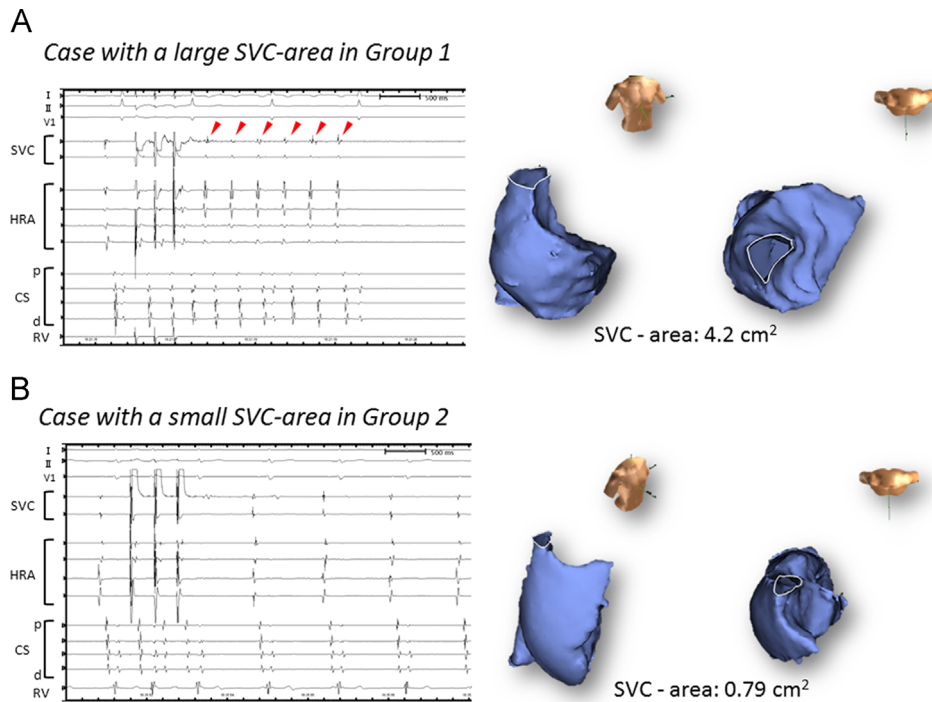 A
Case with a large SVC-area in Group 1
I
II
V1
500 ms
SVC
HRA
p
CS
d
RV
SVC - area: 4.2 cm²
B
Case with a small SVC-area in Group 2
I
II
V1
500 ms
SVC
HRA
p
CS
d
RV
SVC - area: 0.79 cm²